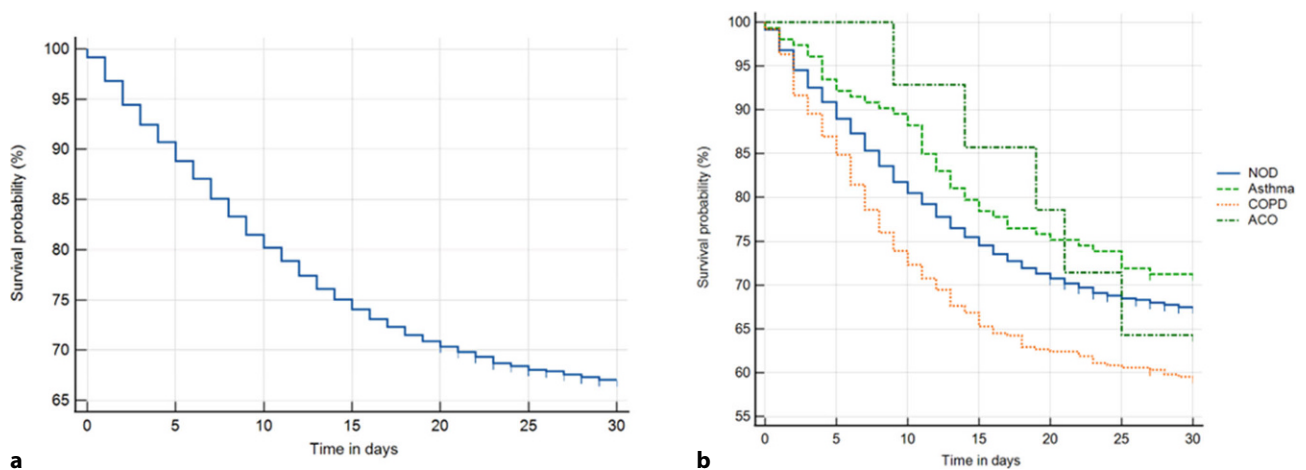 100
95
90
85
80
75
70
65
Survival probability (%)
0 5 10 15 20 25 30
Time in days
a
100
95
90
85
80
75
70
65
60
55
Survival probability (%)
0 5 10 15 20 25 30
Time in days
NOD
Asthma
COPD
ACO
b